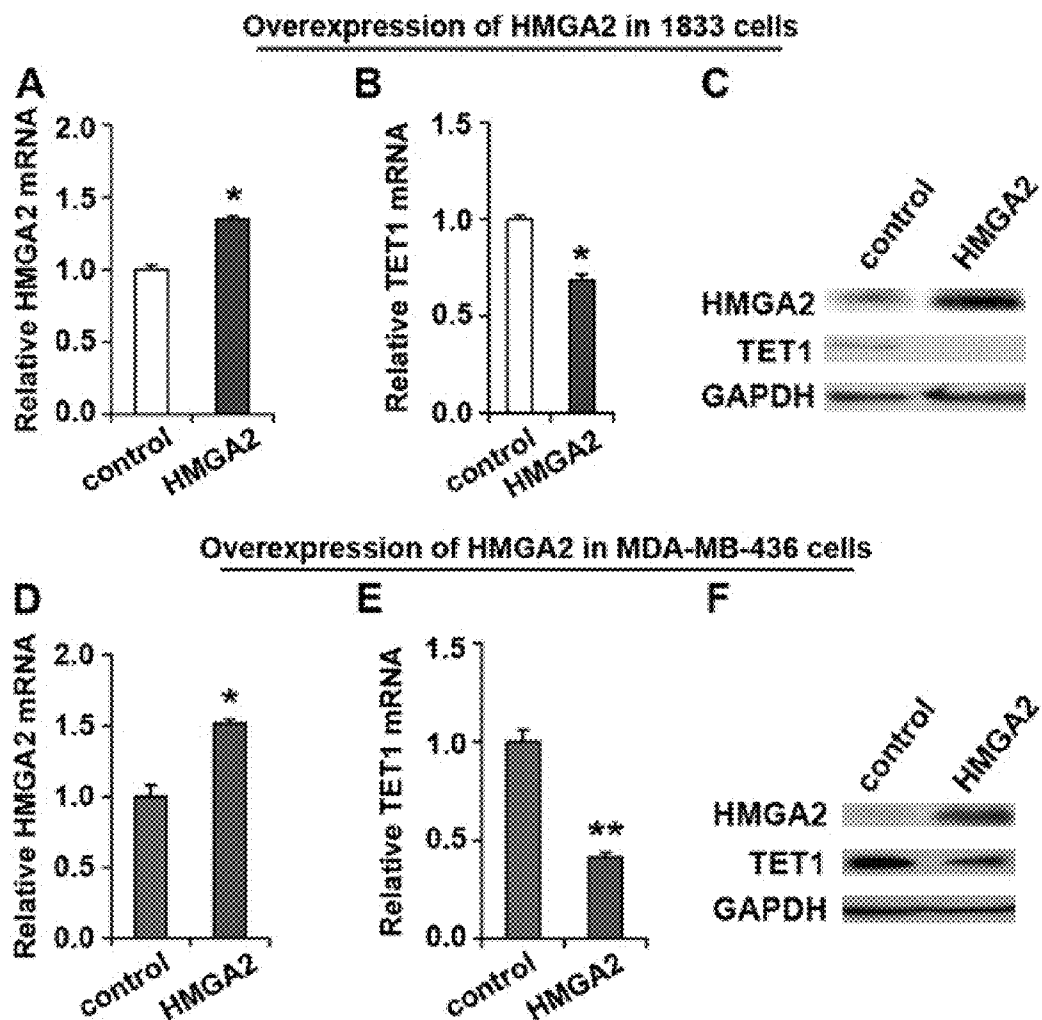 Overexpression of HMGA2 in 1833 cells
A
B
C
Relative HMGA2 mRNA
2.0
1.5
1.0
0.5
0.0
*
control
HMGA2
Relative TET1 mRNA
1.5
1.0
0.5
0.0
*
control
HMGA2
control
HMGA2
HMGA2
TET1
GAPDH
Overexpression of HMGA2 in MDA-MB-436 cells
D
E
F
Relative HMGA2 mRNA
2.0
1.5
1.0
0.5
0.0
*
control
HMGA2
Relative TET1 mRNA
1.5
1.0
0.5
0.0
**
control
HMGA2
control
HMGA2
HMGA2
TET1
GAPDH